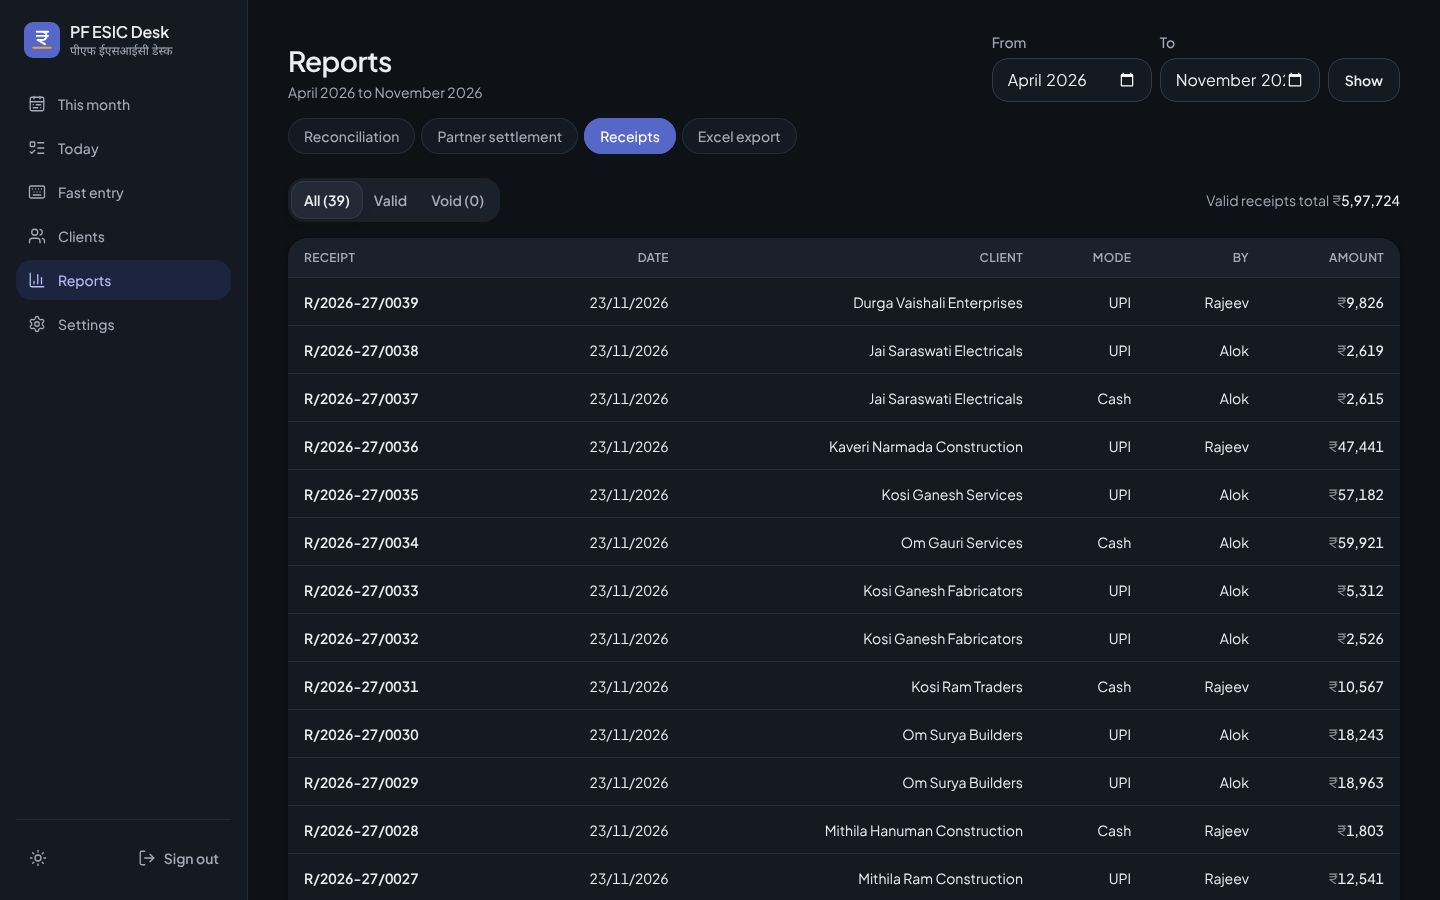 PF ESIC Desk
पीएफ ईएसआईसी डेस्क
This month
Today
Fast entry
Clients
Reports
Settings
Sign out
Reports
April 2026 to November 2026
From
To
April 2026
November 202
Show
Reconciliation
Partner settlement
Receipts
Excel export
All (39)
Valid
Void (0)
Valid receipts total ₹5,97,724
RECEIPT DATE CLIENT MODE BY AMOUNT
R/2026-27/0039 23/11/2026 Durga Vaishali Enterprises UPI Rajeev ₹9,826
R/2026-27/0038 23/11/2026 Jai Saraswati Electricals UPI Alok ₹2,619
R/2026-27/0037 23/11/2026 Jai Saraswati Electricals Cash Alok ₹2,615
R/2026-27/0036 23/11/2026 Kaveri Narmada Construction UPI Rajeev ₹47,441
R/2026-27/0035 23/11/2026 Kosi Ganesh Services UPI Alok ₹57,182
R/2026-27/0034 23/11/2026 Om Gauri Services Cash Alok ₹59,921
R/2026-27/0033 23/11/2026 Kosi Ganesh Fabricators UPI Alok ₹5,312
R/2026-27/0032 23/11/2026 Kosi Ganesh Fabricators UPI Alok ₹2,526
R/2026-27/0031 23/11/2026 Kosi Ram Traders Cash Rajeev ₹10,567
R/2026-27/0030 23/11/2026 Om Surya Builders UPI Alok ₹18,243
R/2026-27/0029 23/11/2026 Om Surya Builders UPI Alok ₹18,963
R/2026-27/0028 23/11/2026 Mithila Hanuman Construction Cash Rajeev ₹1,803
R/2026-27/0027 23/11/2026 Mithila Ram Construction UPI Rajeev ₹12,541